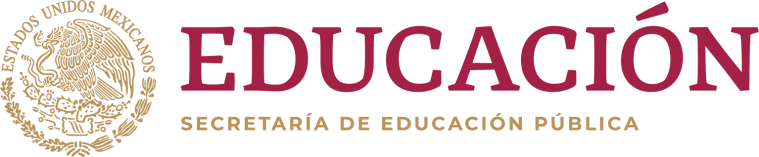 ESTADOS UNIDOS MEXICANOS
EDUCACIÓN
SECRETARÍA DE EDUCACIÓN PÚBLICA